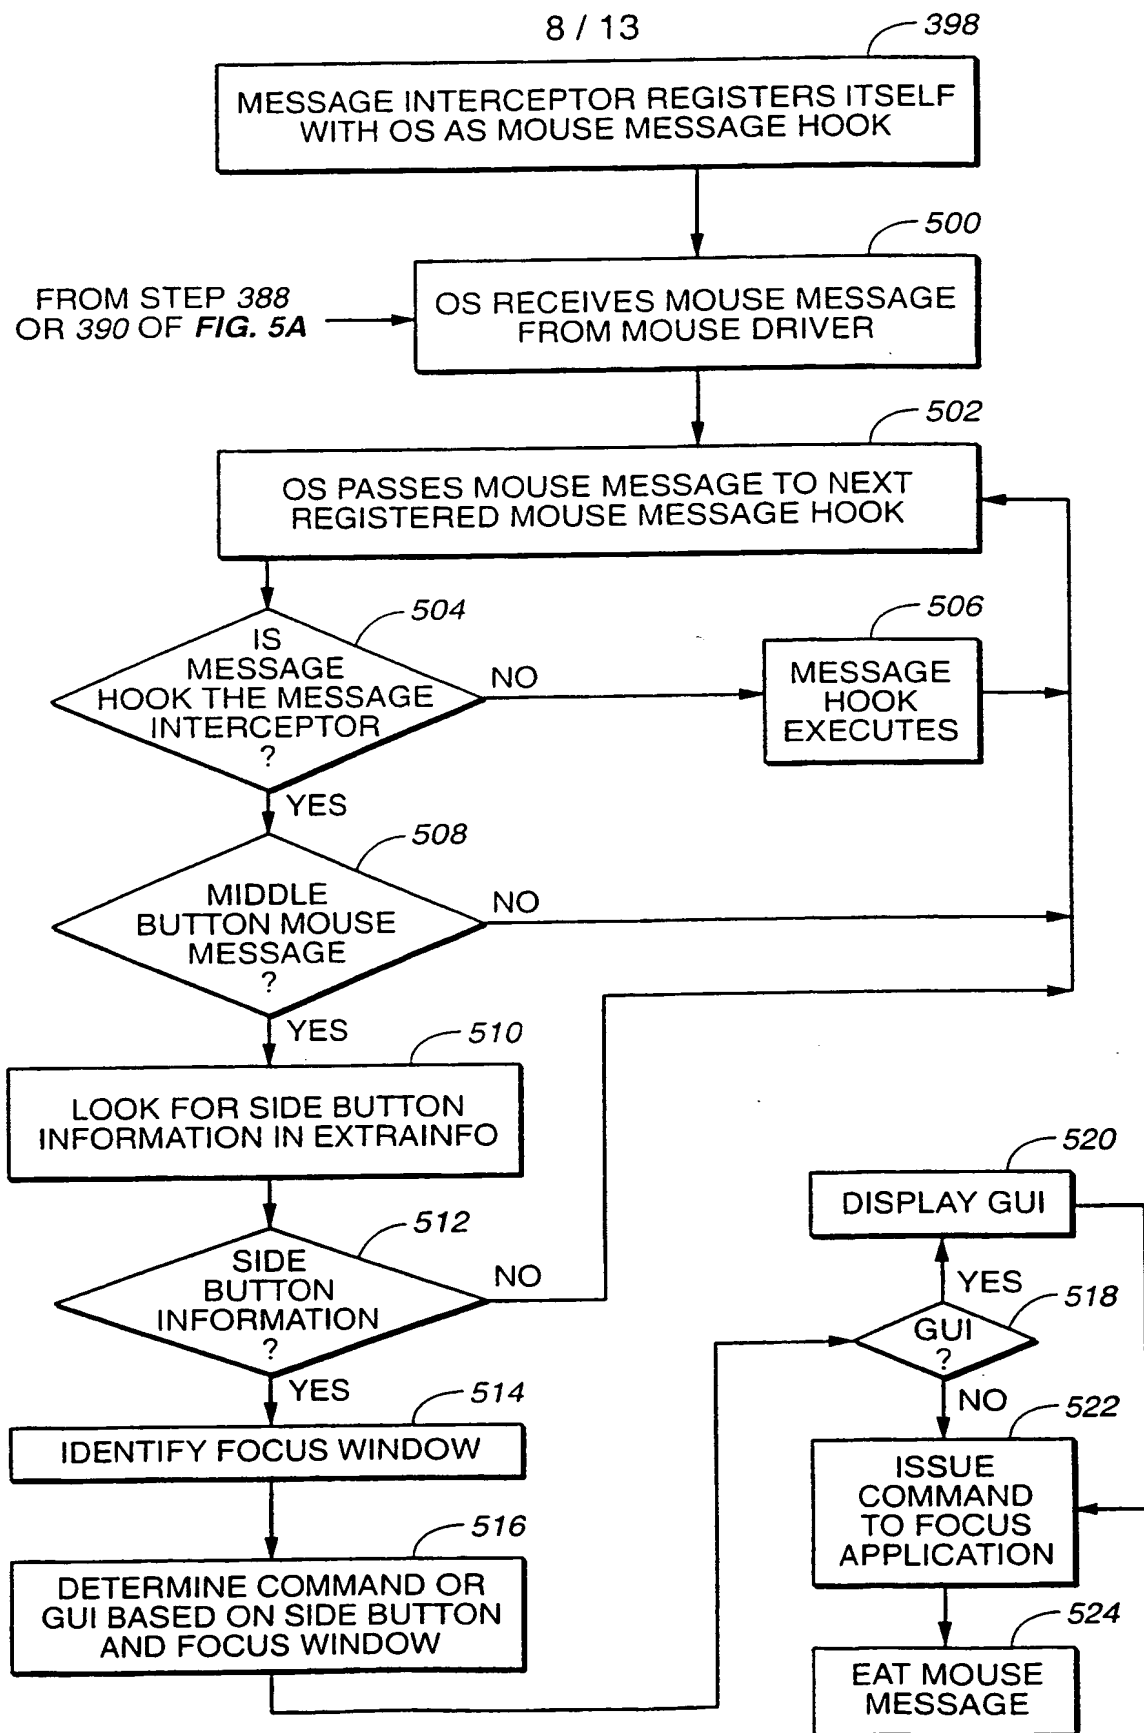 8 / 13
398
MESSAGE INTERCEPTOR REGISTERS ITSELF
WITH OS AS MOUSE MESSAGE HOOK
500
FROM STEP 388
OR 390 OF FIG. 5A
OS RECEIVES MOUSE MESSAGE
FROM MOUSE DRIVER
502
OS PASSES MOUSE MESSAGE TO NEXT
REGISTERED MOUSE MESSAGE HOOK
504
IS
MESSAGE
HOOK THE MESSAGE
INTERCEPTOR
?
NO
506
MESSAGE
HOOK
EXECUTES
YES
508
MIDDLE
BUTTON MOUSE
MESSAGE
?
NO
YES
510
LOOK FOR SIDE BUTTON
INFORMATION IN EXTRAINFO
512
SIDE
BUTTON
INFORMATION
?
NO
YES
514
IDENTIFY FOCUS WINDOW
516
DETERMINE COMMAND OR
GUI BASED ON SIDE BUTTON
AND FOCUS WINDOW
520
DISPLAY GUI
YES
518
GUI
?
NO
522
ISSUE
COMMAND
TO FOCUS
APPLICATION
524
EAT MOUSE
MESSAGE